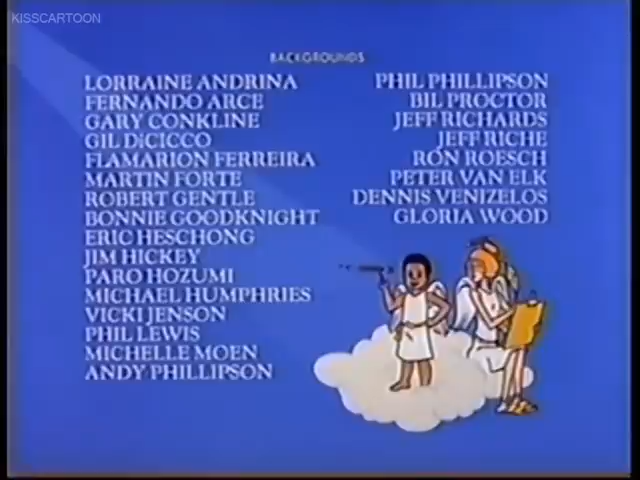 KISSCARTOON
BACKGROUNDS
LORRAINE ANDRINA
FERNANDO ARCE
GARY CONKLINE
GIL DiCICCO
FLAMARION FERREIRA
MARTIN FORTE
ROBERT GENTLE
BONNIE GOODKNIGHT
ERIC HESCHONG
JIM HICKEY
PARO HOZUMI
MICHAEL HUMPHRIES
VICKI JENSON
PHIL LEWIS
MICHELLE MOEN
ANDY PHILLIPSON
PHIL PHILLIPSON
BIL PROCTOR
JEFF RICHARDS
JEFF RICHE
RON ROESCH
PETER VAN ELK
DENNIS VENIZELOS
GLORIA WOOD